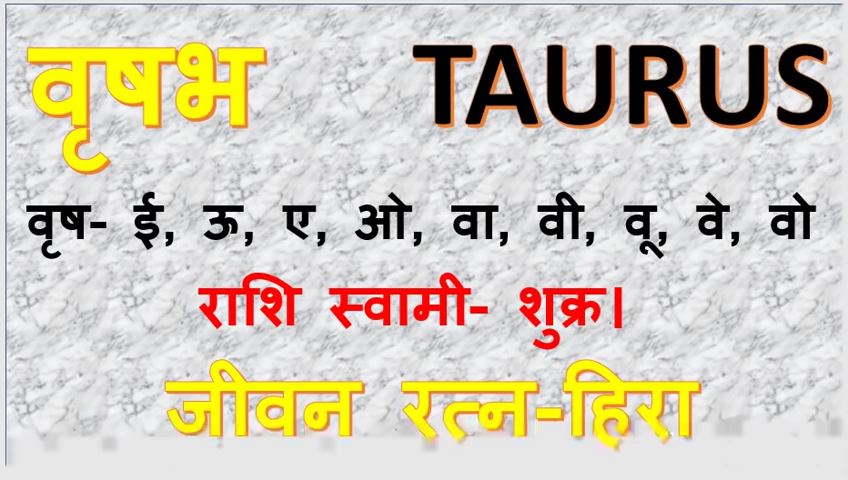 वृषभ TAURUS
वृष- ई, ऊ, ए, ओ, वा, वी, वू, वे, वो
राशि स्वामी- शुक्र।
जीवन रत्न-हिरा